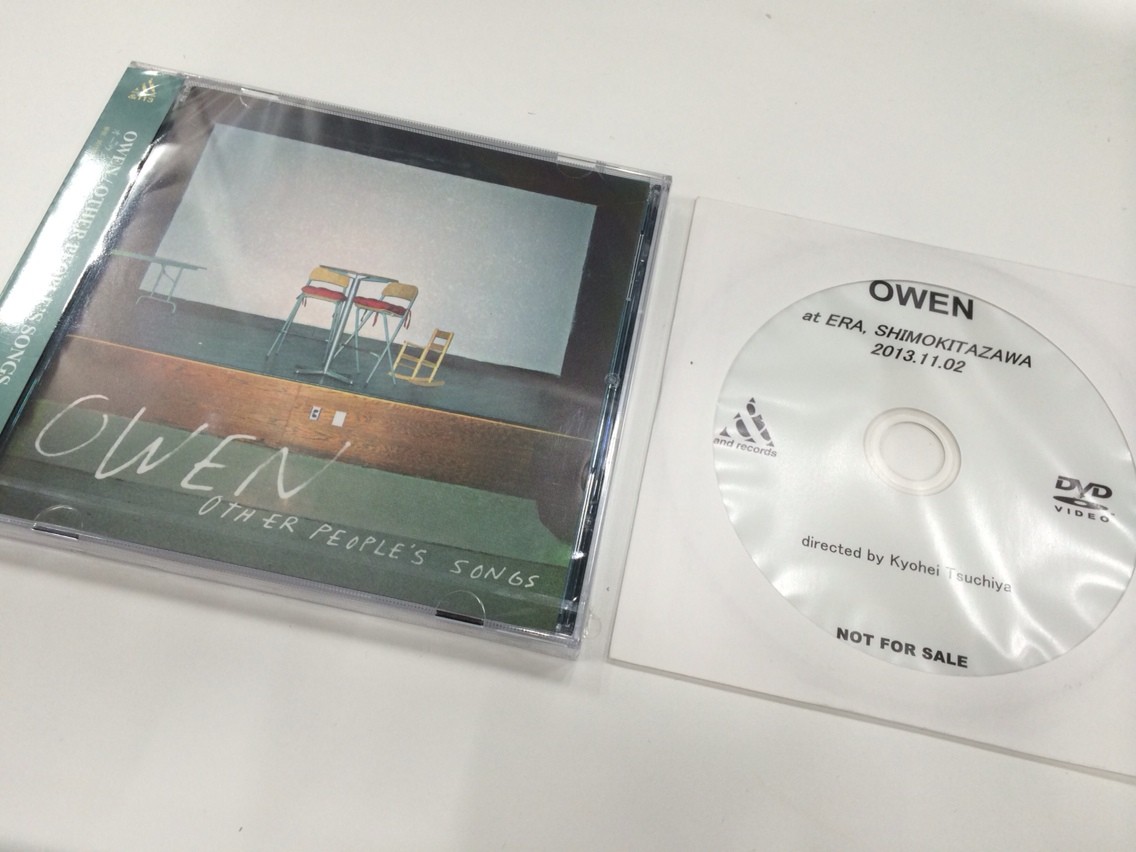 OWEN / OTHER PEOPLE'S SONGS
OWEN
OTHER PEOPLE'S SONGS
OWEN
at ERA, SHIMOKITAZAWA
2013.11.02
&
and records
DVD
VIDEO
directed by Kyohei Tsuchiya
NOT FOR SALE